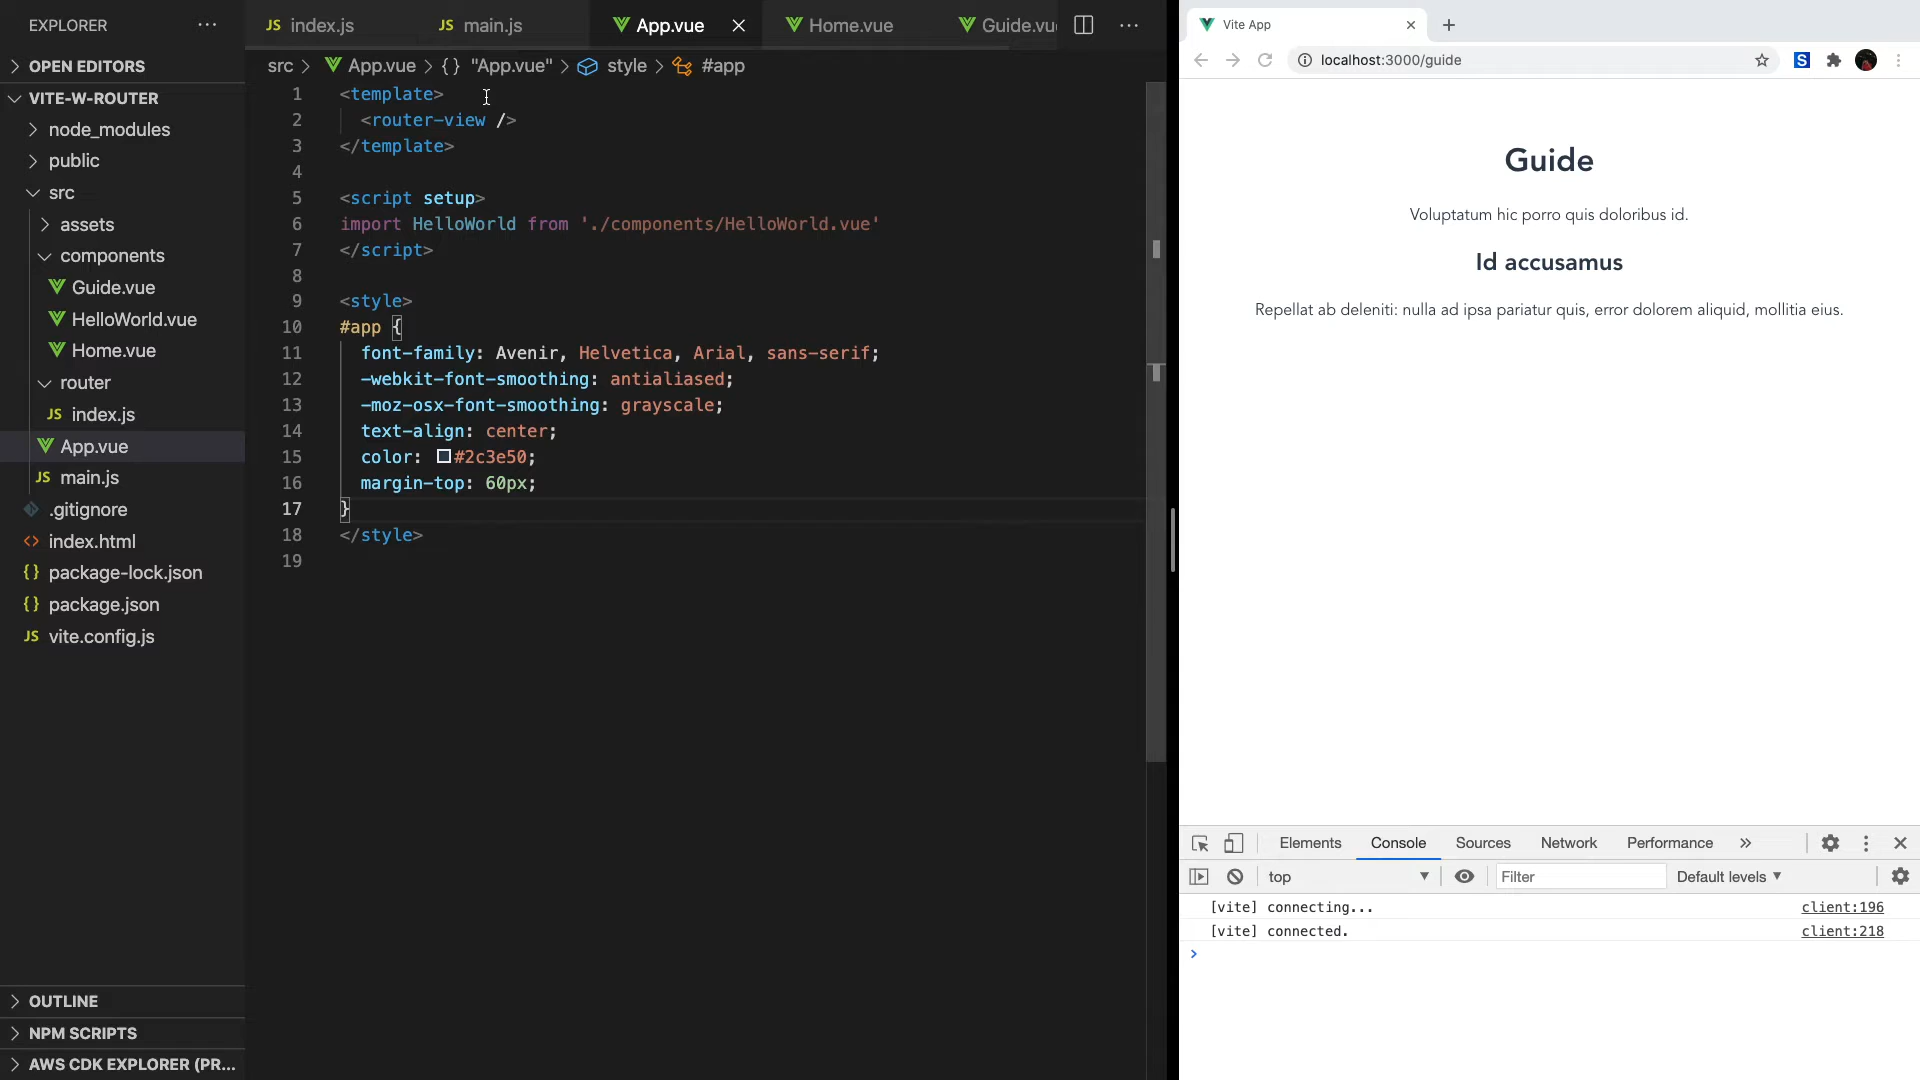 EXPLORER
OPEN EDITORS
VITE-W-ROUTER
node_modules
public
src
assets
components
Guide.vue
HelloWorld.vue
Home.vue
router
JS index.js
App.vue
JS main.js
.gitignore
<> index.html
{} package-lock.json
{} package.json
JS vite.config.js
OUTLINE
NPM SCRIPTS
AWS CDK EXPLORER (PR...
JS index.js
JS main.js
App.vue
Home.vue
Guide.vu
src > App.vue > {} "App.vue" > style > #app
1 <template>
2 <router-view />
3 </template>
4
5 <script setup>
6 import HelloWorld from './components/HelloWorld.vue'
7 </script>
8
9 <style>
10 #app {
11 font-family: Avenir, Helvetica, Arial, sans-serif;
12 -webkit-font-smoothing: antialiased;
13 -moz-osx-font-smoothing: grayscale;
14 text-align: center;
15 color: #2c3e50;
16 margin-top: 60px;
17 }
18 </style>
19
Vite App
localhost:3000/guide
S
Guide
Voluptatum hic porro quis doloribus id.
Id accusamus
Repellat ab deleniti: nulla ad ipsa pariatur quis, error dolorem aliquid, mollitia eius.
Elements Console Sources Network Performance »
top Filter Default levels
[vite] connecting... client:196
[vite] connected. client:218
>